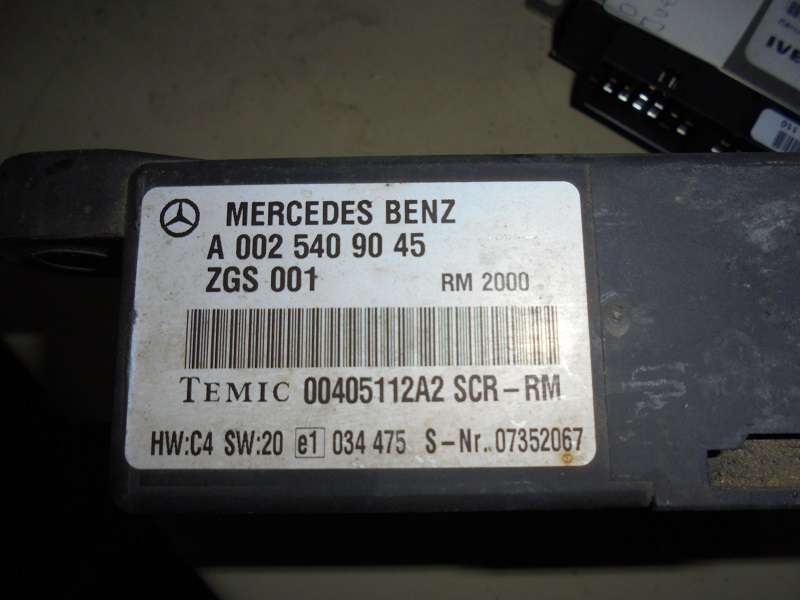 MERCEDES BENZ
A 002 540 90 45
ZGS 001 RM 2000
TEMIC 00405112A2 SCR-RM
HW:C4 SW:20 e1 034 475 S-Nr. 07352067